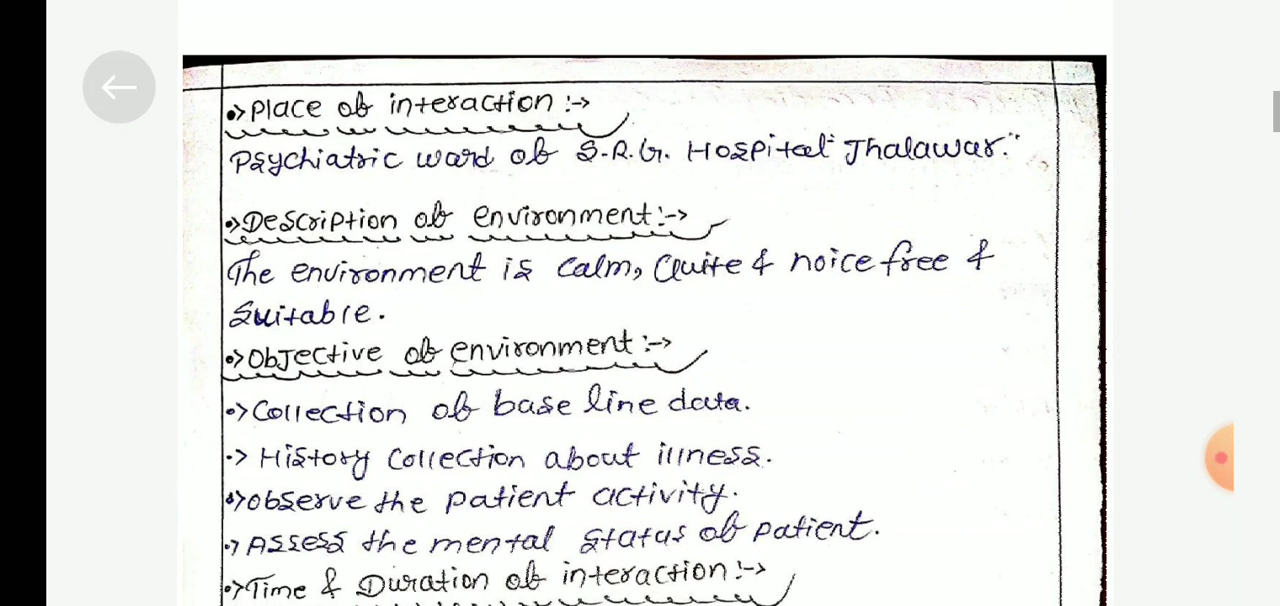 •> Place of interaction :->
Psychiatric ward of S.R.G. Hospital Jhalawar."
•> Description of environment:->
The environment is calm, Quite & noice free &
Suitable.
•> Objective of environment :->
•> Collection of base line data.
•> History Collection about illness.
•> Observe the patient activity.
•> Assess the mental status of patient.
•> Time & Duration of interaction :->